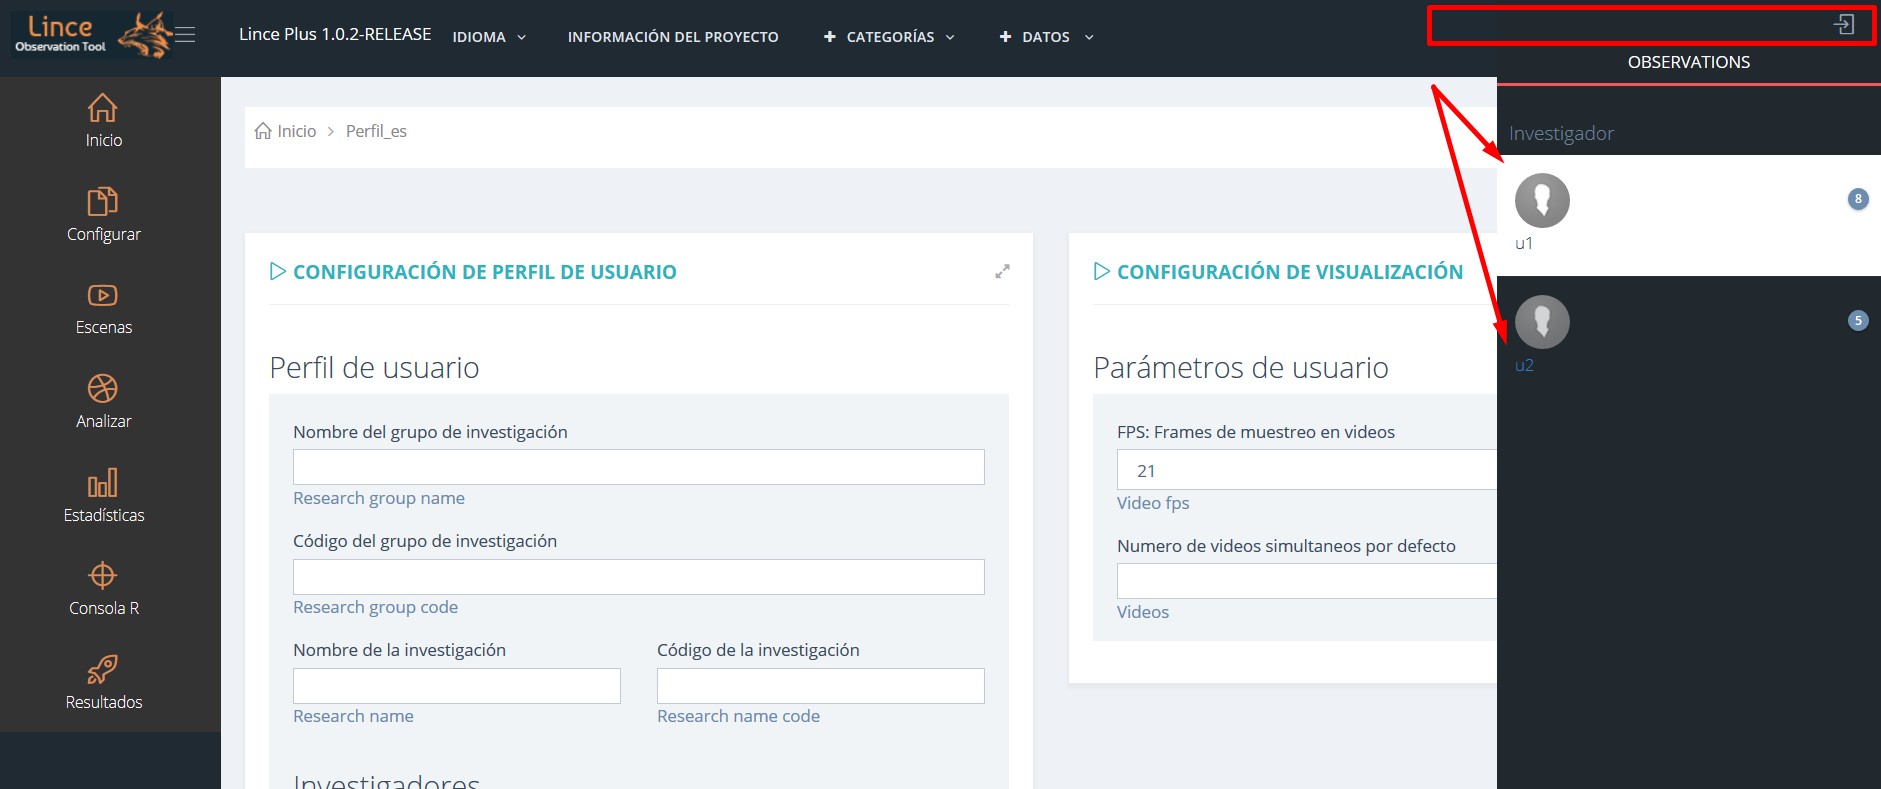 Lince
Observation Tool
Lince Plus 1.0.2-RELEASE
IDIOMA
INFORMACIÓN DEL PROYECTO
CATEGORÍAS
DATOS
OBSERVATIONS
Inicio
Configurar
Escenas
Analizar
Estadísticas
Consola R
Resultados
Inicio > Perfil_es
CONFIGURACIÓN DE PERFIL DE USUARIO
Perfil de usuario
Nombre del grupo de investigación
Research group name
Código del grupo de investigación
Research group code
Nombre de la investigación
Research name
Código de la investigación
Research name code
Investigadores
CONFIGURACIÓN DE VISUALIZACIÓN
Parámetros de usuario
FPS: Frames de muestreo en videos
21
Video fps
Numero de videos simultaneos por defecto
Videos
Investigador
8
u1
5
u2